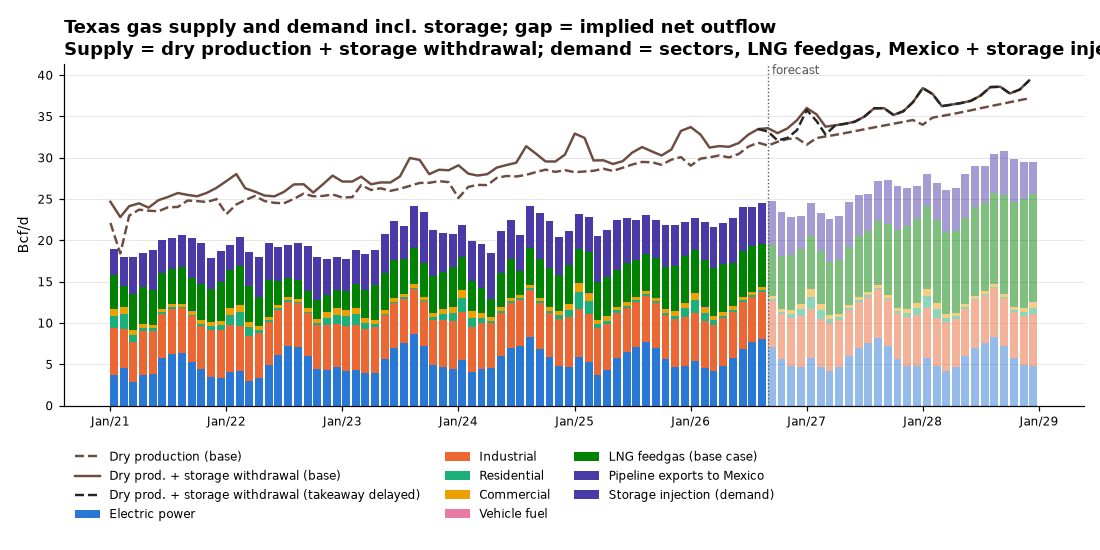 Texas gas supply and demand incl. storage; gap = implied net outflow
Supply = dry production + storage withdrawal; demand = sectors, LNG feedgas, Mexico + storage inje
forecast
40
35
30
25
20
15
10
5
0
Bcf/d
Jan/21 Jan/22 Jan/23 Jan/24 Jan/25 Jan/26 Jan/27 Jan/28 Jan/29
Dry production (base)
Dry prod. + storage withdrawal (base)
Dry prod. + storage withdrawal (takeaway delayed)
Electric power
Industrial
Residential
Commercial
Vehicle fuel
LNG feedgas (base case)
Pipeline exports to Mexico
Storage injection (demand)